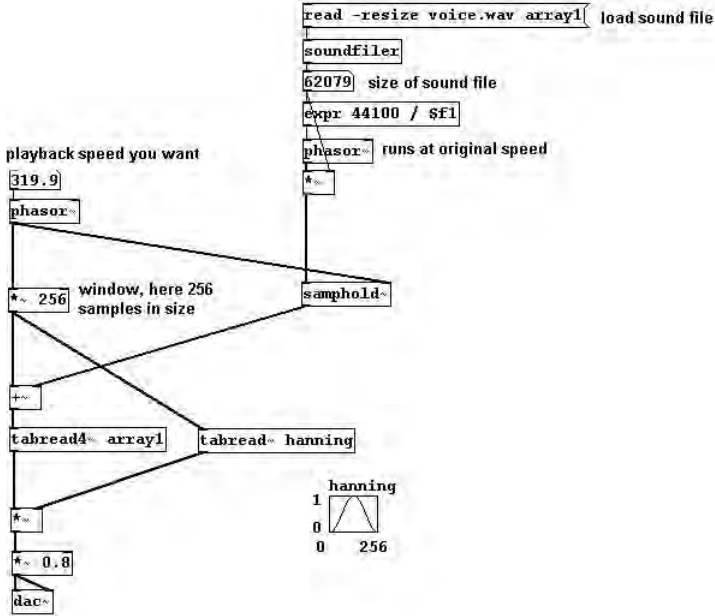 read -resize voice.wav array1
load sound file
soundfiler
62079
size of sound file
expr 44100 / $f1
playback speed you want
phasor~
runs at original speed
319.9
*~
phasor~
*~ 256
window, here 256
samples in size
samphold~
+~
tabread4~ array1
tabread~ hanning
hanning
1
0
0 256
*~
*~ 0.8
dac~